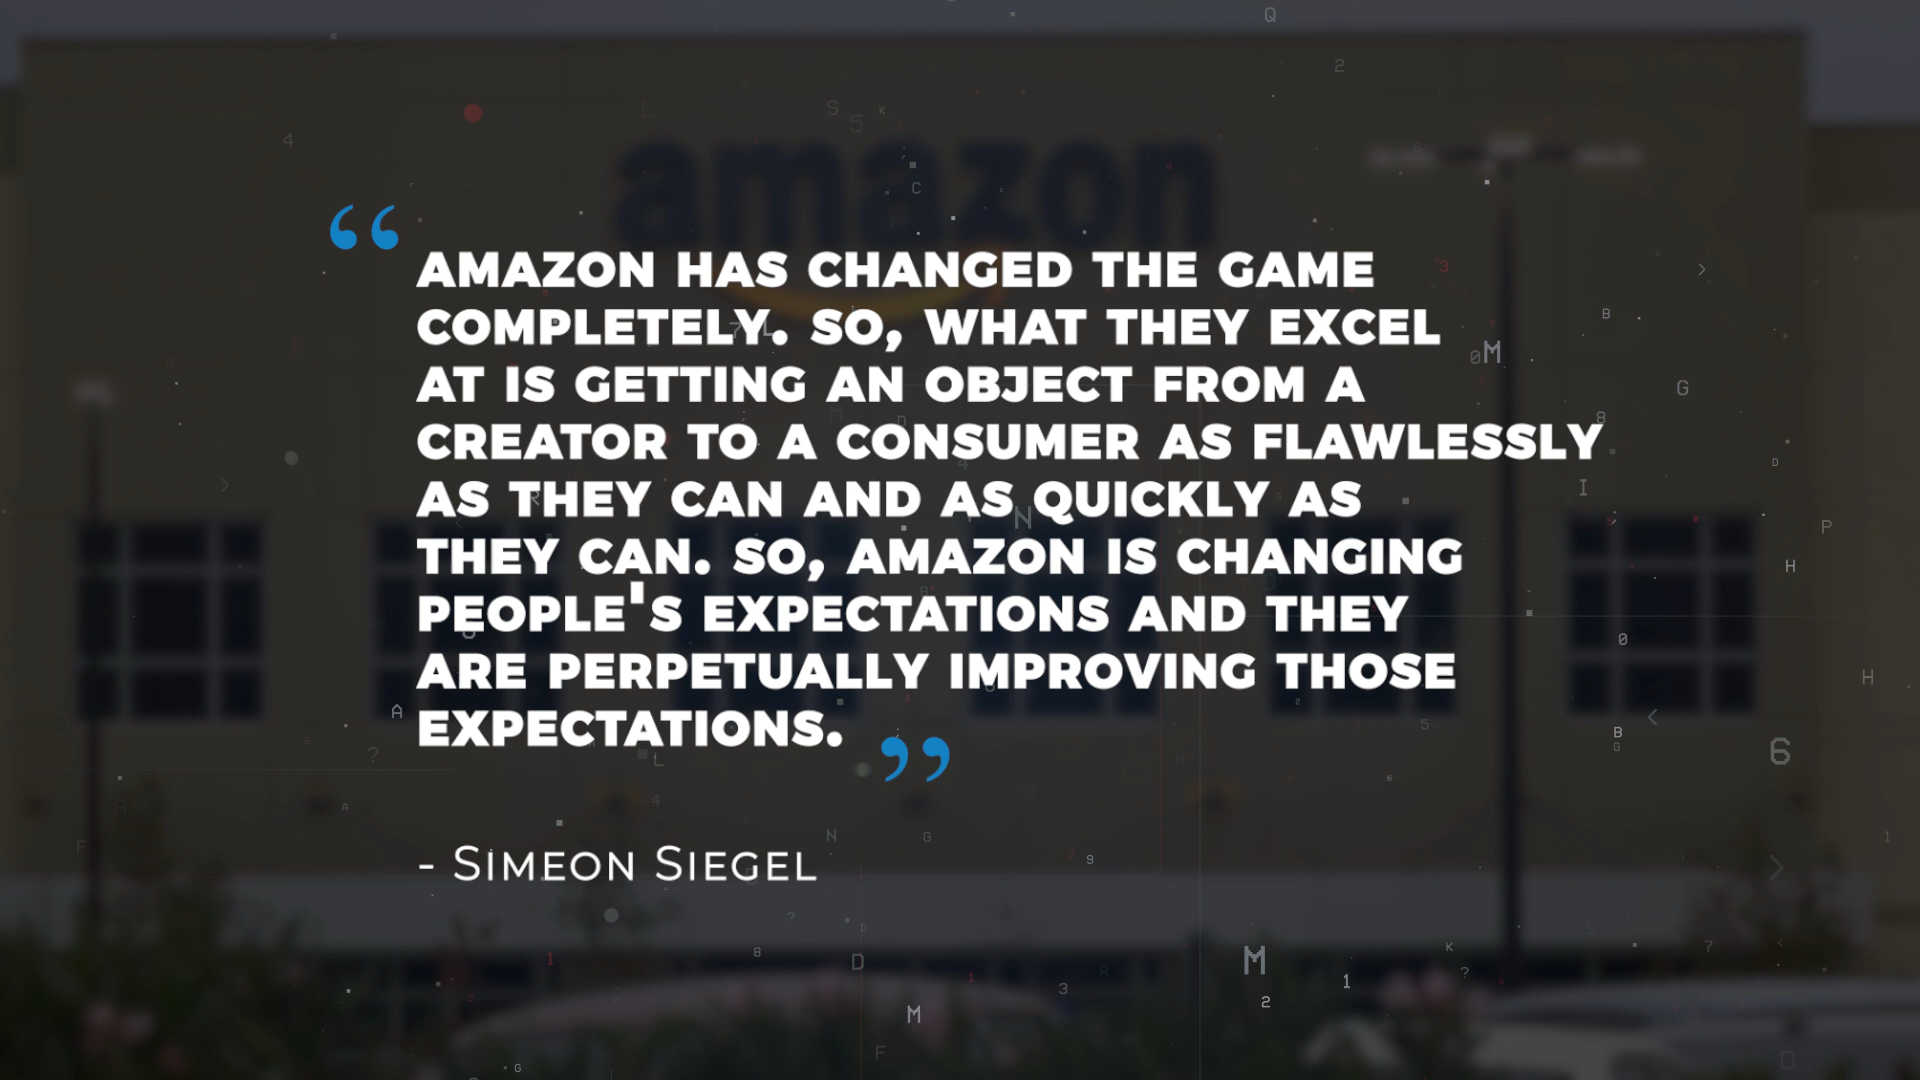 amazon
“AMAZON HAS CHANGED THE GAME
COMPLETELY. SO, WHAT THEY EXCEL
AT IS GETTING AN OBJECT FROM A
CREATOR TO A CONSUMER AS FLAWLESSLY
AS THEY CAN AND AS QUICKLY AS
THEY CAN. SO, AMAZON IS CHANGING
PEOPLE'S EXPECTATIONS AND THEY
ARE PERPETUALLY IMPROVING THOSE
EXPECTATIONS.”
- SIMEON SIEGEL